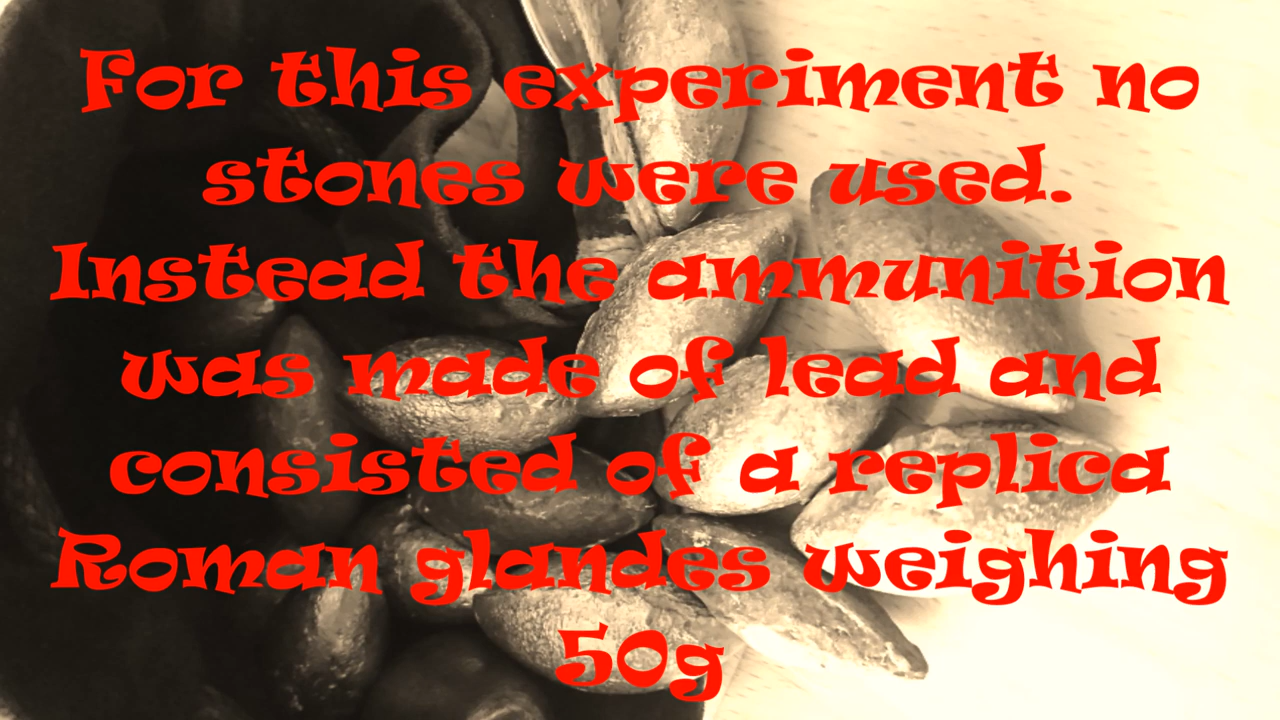 For this experiment no
stones were used.
Instead the ammunition
was made of lead and
consisted of a replica
Roman glandes weighing
50g